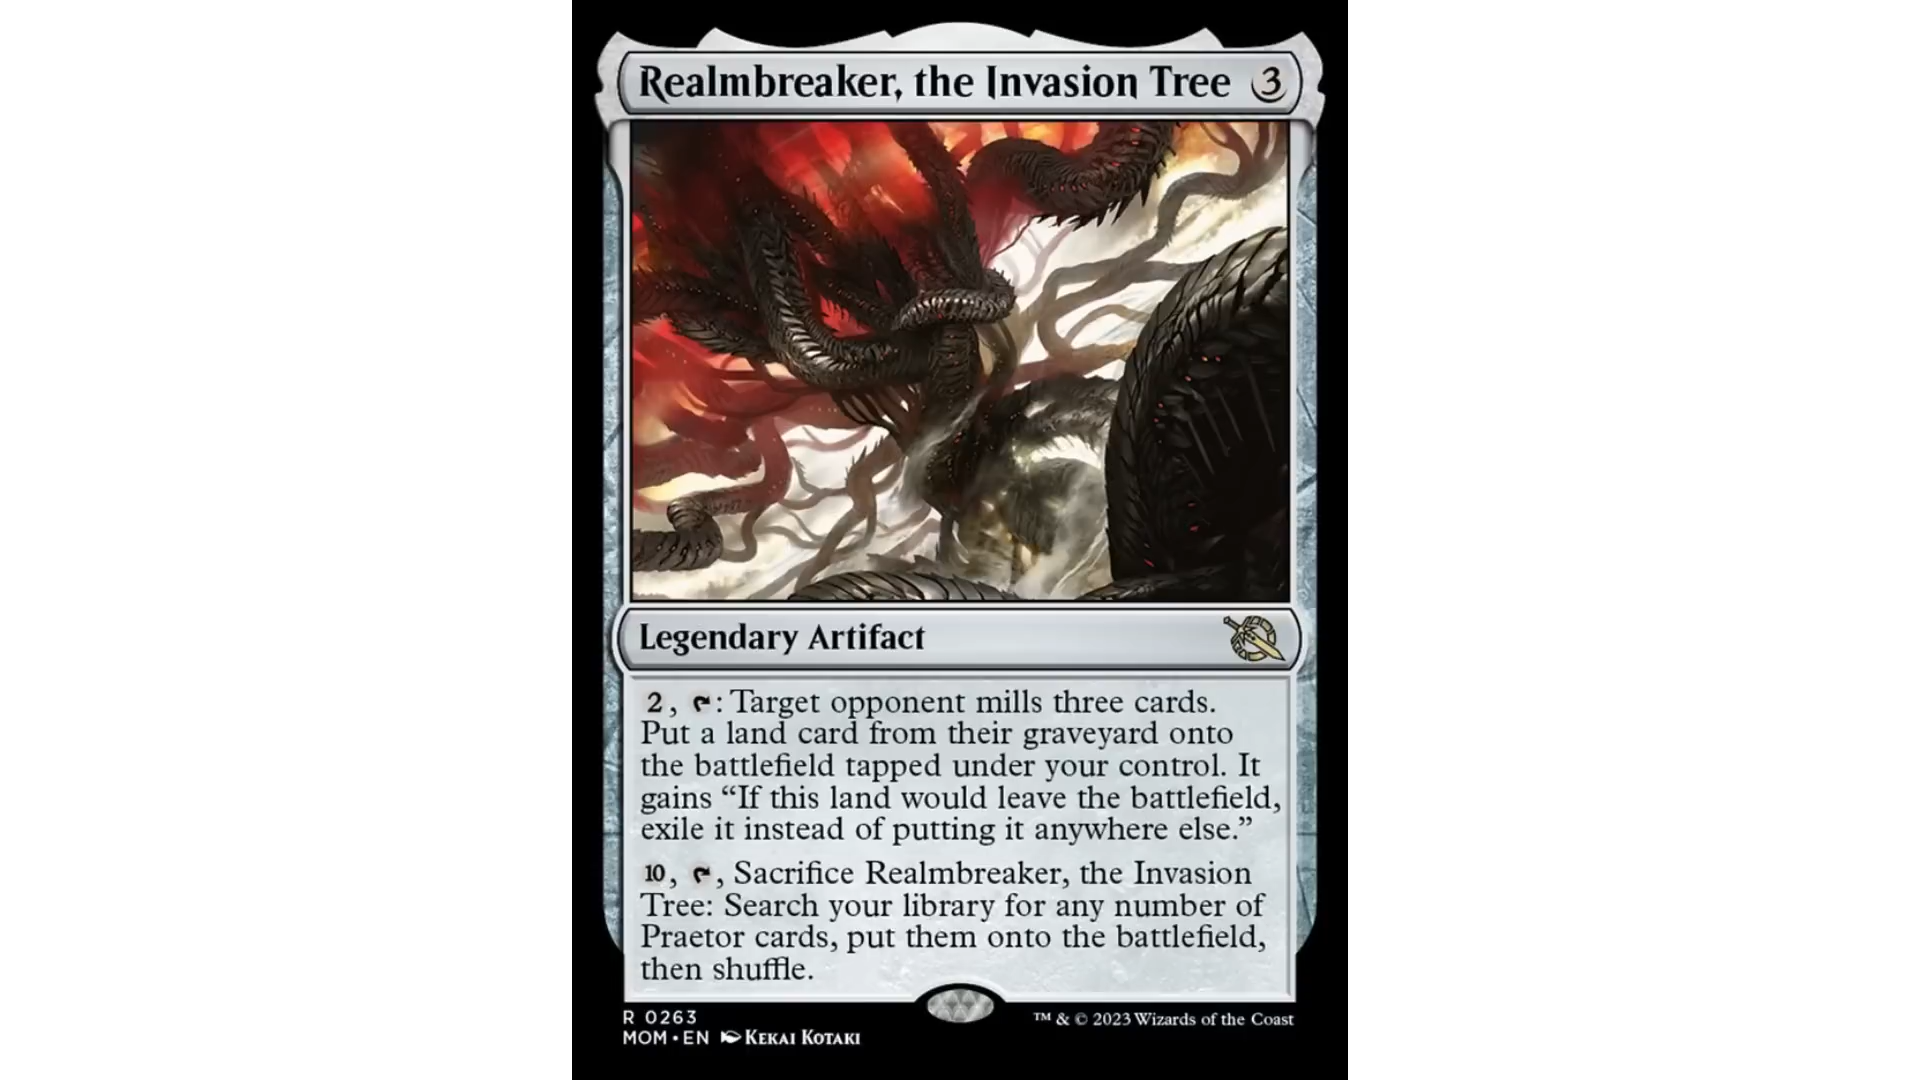 Realmbreaker, the Invasion Tree 3
Legendary Artifact
2, : Target opponent mills three cards.
Put a land card from their graveyard onto
the battlefield tapped under your control. It
gains “If this land would leave the battlefield,
exile it instead of putting it anywhere else.”
10, , Sacrifice Realmbreaker, the Invasion
Tree: Search your library for any number of
Praetor cards, put them onto the battlefield,
then shuffle.
R 0263
MOM • EN KEKAI KOTAKI
™ & © 2023 Wizards of the Coast